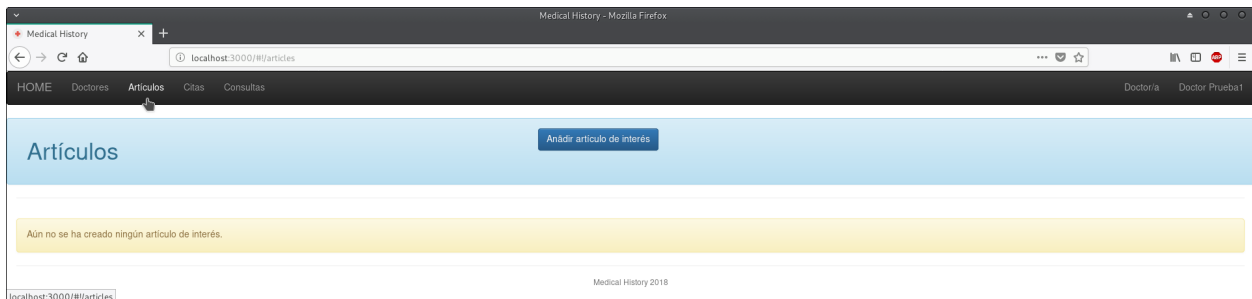 Medical History - Mozilla Firefox
Medical History
localhost:3000/#!/articles
ABP
HOME Doctores Artículos Citas Consultas Doctor/a Doctor Prueba1
Artículos
Añadir artículo de interés
Aún no se ha creado ningún artículo de interés.
Medical History 2018
localhost:3000/#!/articles